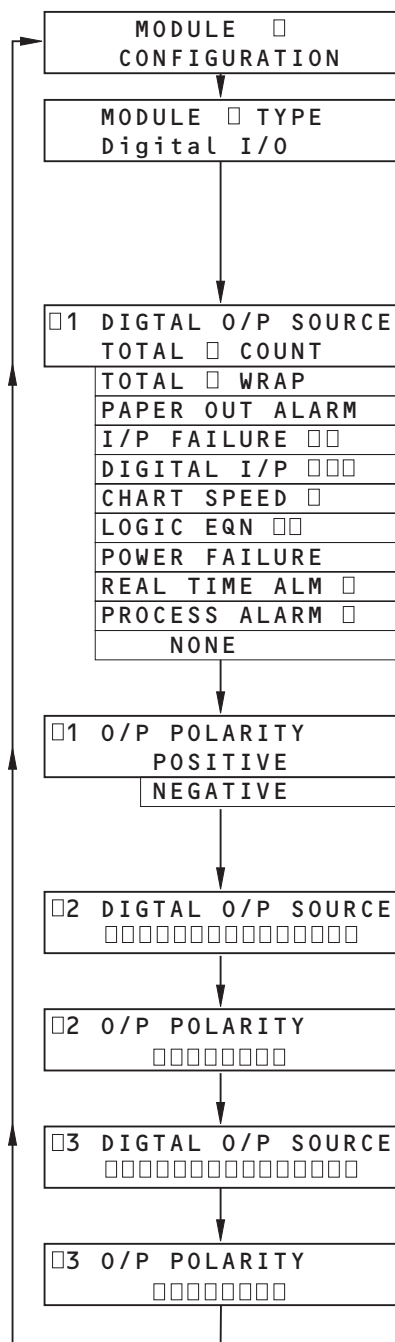 MODULE □
CONFIGURATION
MODULE □ TYPE
Digital I/O
□1 DIGTAL O/P SOURCE
TOTAL □ COUNT
TOTAL □ WRAP
PAPER OUT ALARM
I/P FAILURE □□
DIGITAL I/P □□□
CHART SPEED □
LOGIC EQN □□
POWER FAILURE
REAL TIME ALM □
PROCESS ALARM □
NONE
□1 O/P POLARITY
POSITIVE
NEGATIVE
□2 DIGTAL O/P SOURCE
□□□□□□□□□□□□□□□
□2 O/P POLARITY
□□□□□□□□
□3 DIGTAL O/P SOURCE
□□□□□□□□□□□□□□□
□3 O/P POLARITY
□□□□□□□□